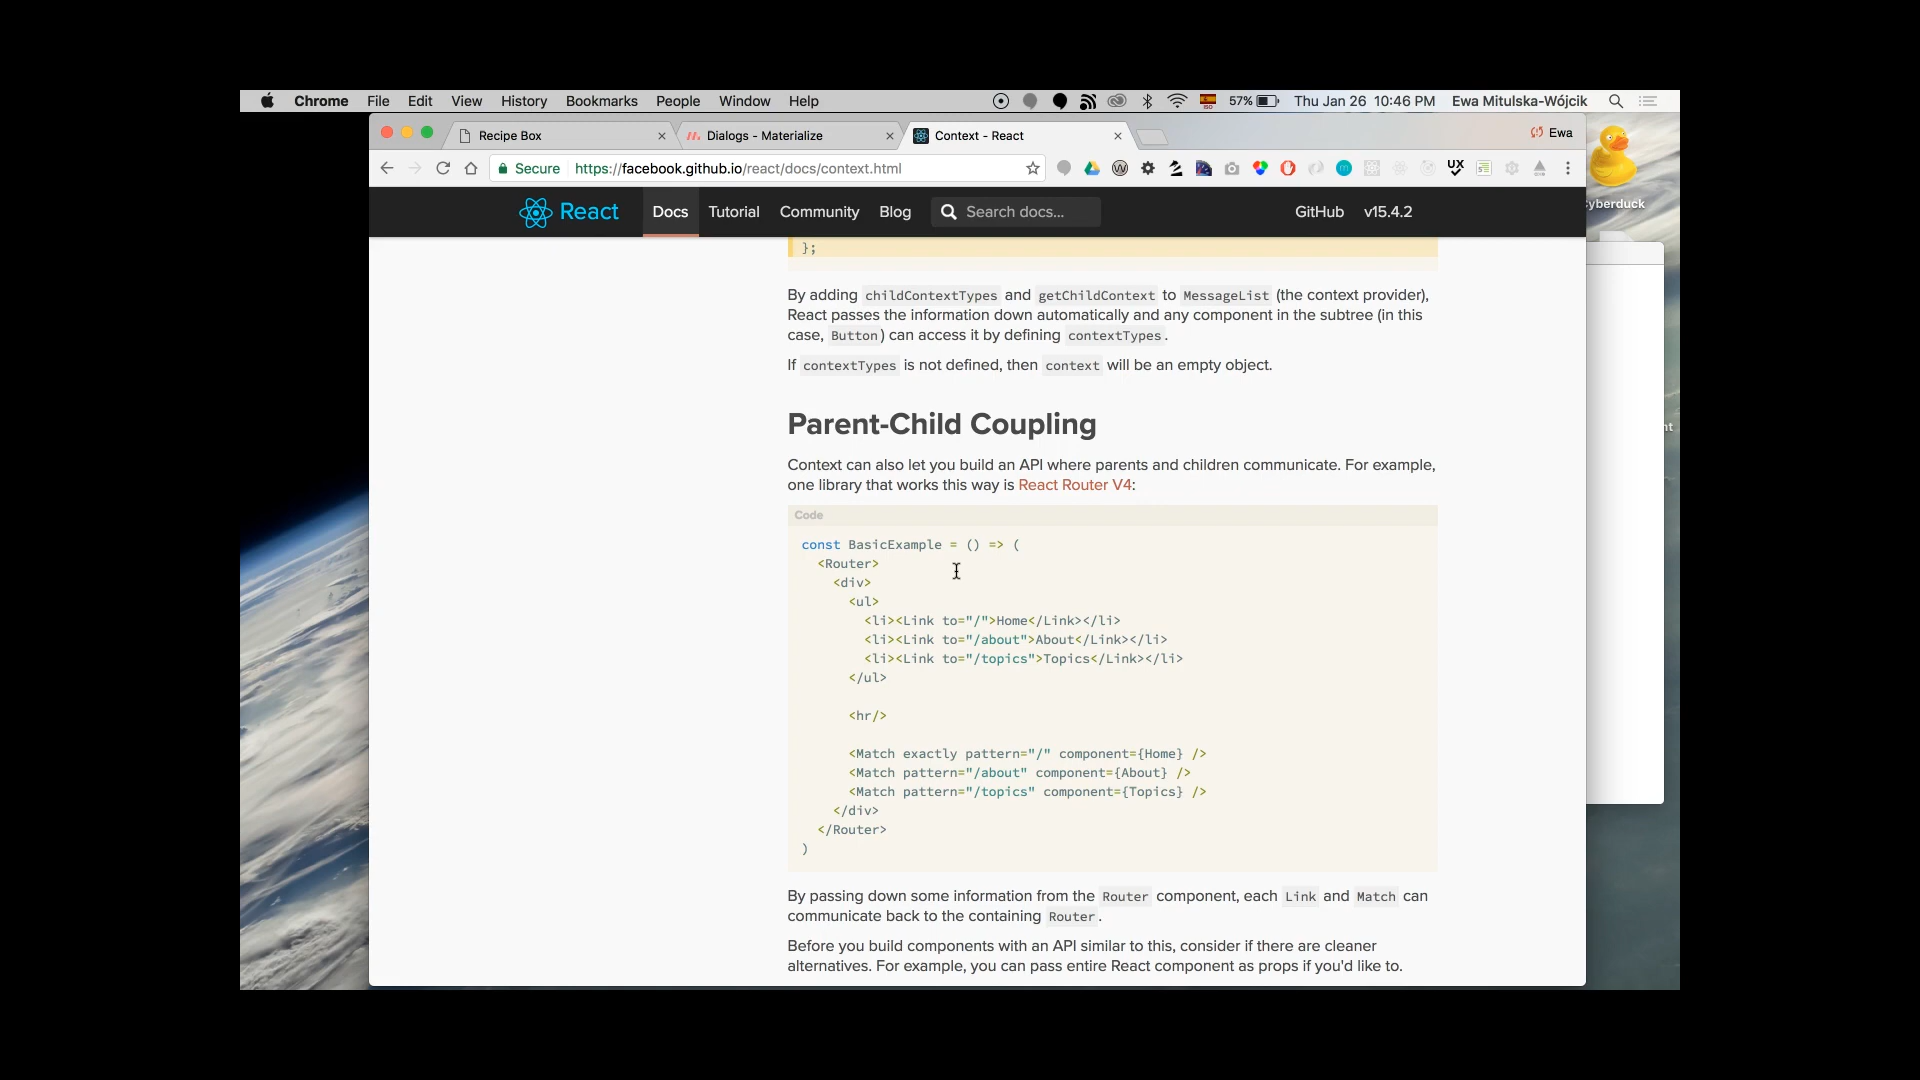 Chrome File Edit View History Bookmarks People Window Help 57% Thu Jan 26 10:46 PM Ewa Mitulska-Wójcik
Recipe Box
Dialogs - Materialize
Context - React
Ewa
Secure https://facebook.github.io/react/docs/context.html
UX
yberduck
React Docs Tutorial Community Blog Search docs... GitHub v15.4.2
};
By adding childContextTypes and getChildContext to MessageList (the context provider),
React passes the information down automatically and any component in the subtree (in this
case, Button) can access it by defining contextTypes.
If contextTypes is not defined, then context will be an empty object.
nt
Parent-Child Coupling
Context can also let you build an API where parents and children communicate. For example,
one library that works this way is React Router V4:
Code
const BasicExample = () => (
<Router>
<div>
<ul>
<li><Link to="/">Home</Link></li>
<li><Link to="/about">About</Link></li>
<li><Link to="/topics">Topics</Link></li>
</ul>
<hr/>
<Match exactly pattern="/" component={Home} />
<Match pattern="/about" component={About} />
<Match pattern="/topics" component={Topics} />
</div>
</Router>
)
By passing down some information from the Router component, each Link and Match can
communicate back to the containing Router.
Before you build components with an API similar to this, consider if there are cleaner
alternatives. For example, you can pass entire React component as props if you'd like to.